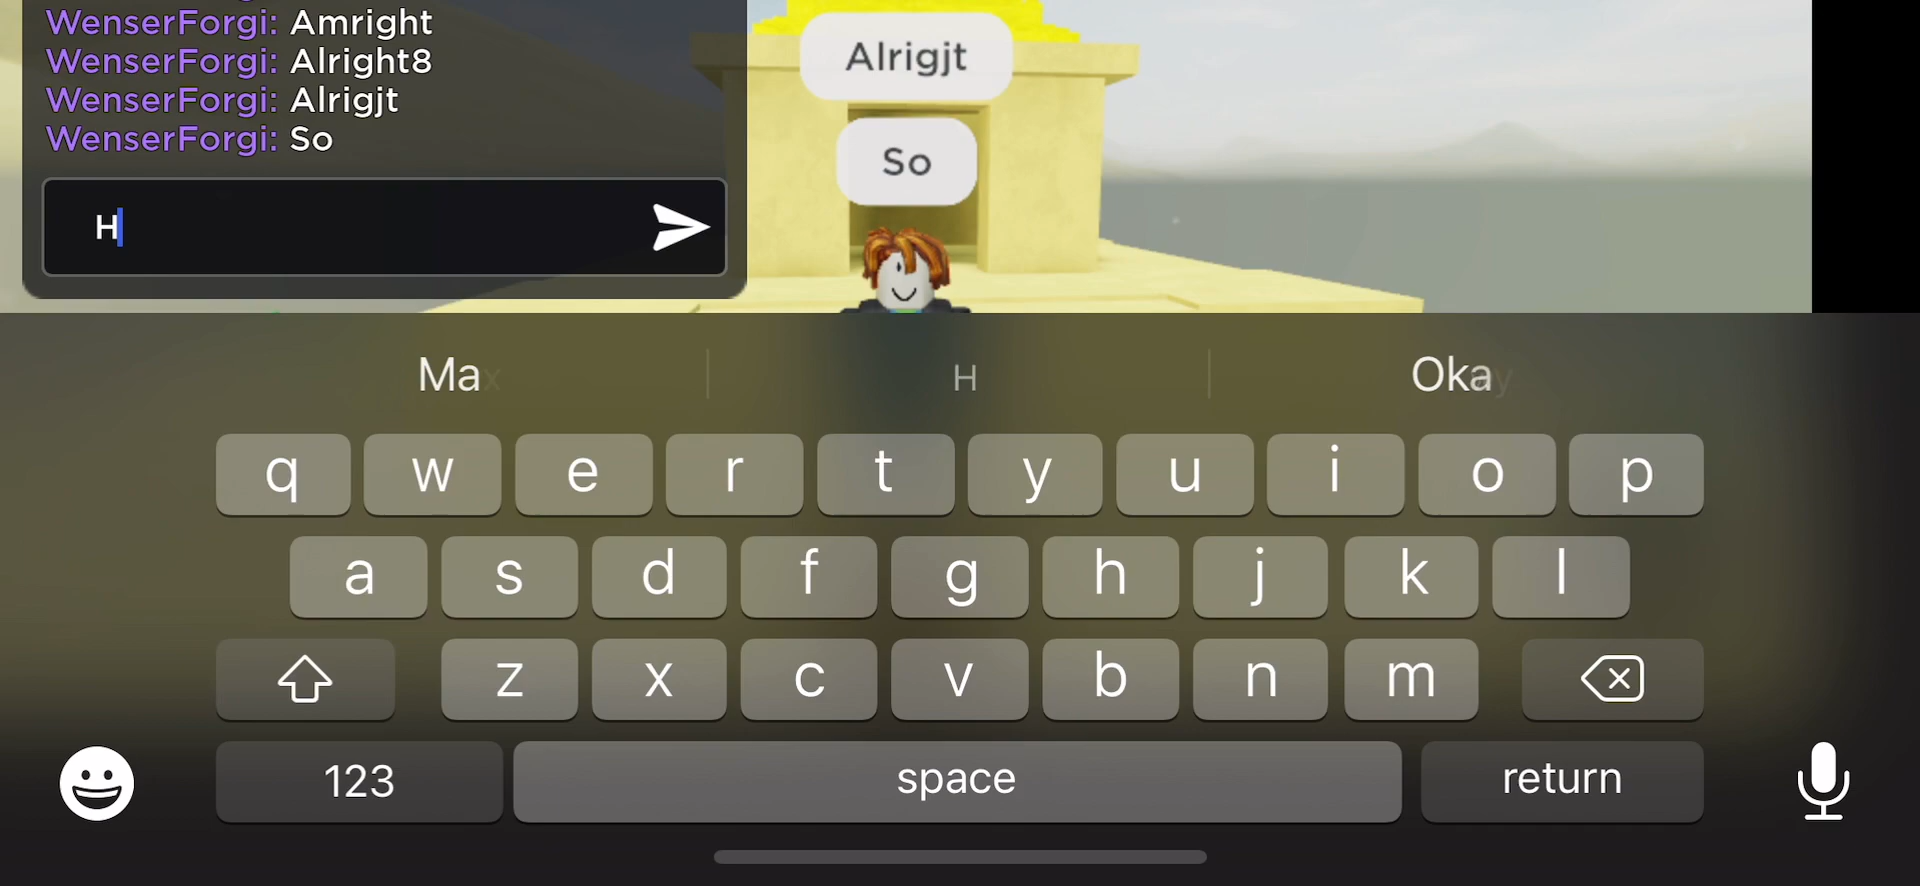 WenserForgi: Amright
WenserForgi: Alright8
WenserForgi: Alrigjt
WenserForgi: So
H
Alrigjt
So
Max
H
Okay
q w e r t y u i o p
a s d f g h j k l
z x c v b n m
123 space return